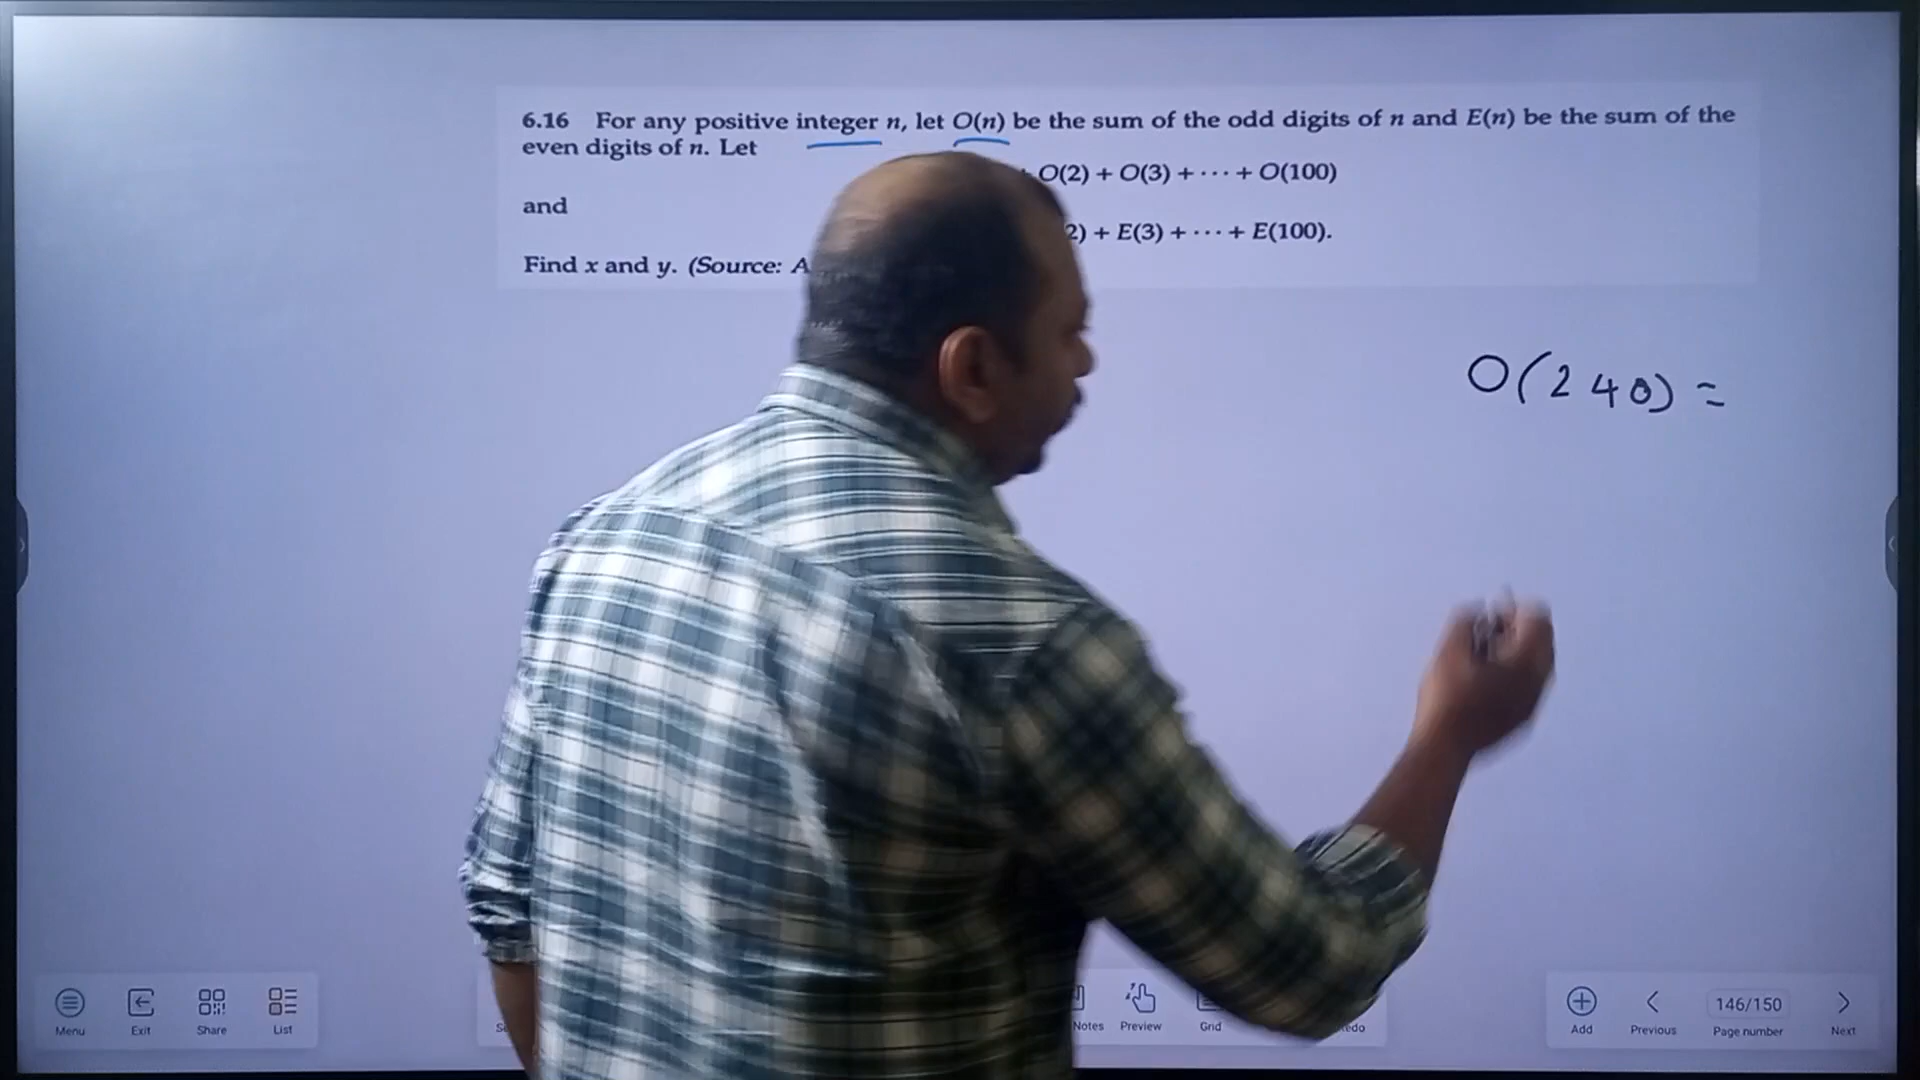 6.16 For any positive integer n, let O(n) be the sum of the odd digits of n and E(n) be the sum of the
even digits of n. Let
O(2) + O(3) + ··· + O(100)
and
2) + E(3) + ··· + E(100).
Find x and y. (Source: A
O(240) =
Menu
Exit
Share
List
Notes
Preview
Grid
Add
Previous
146/150
Page number
Next